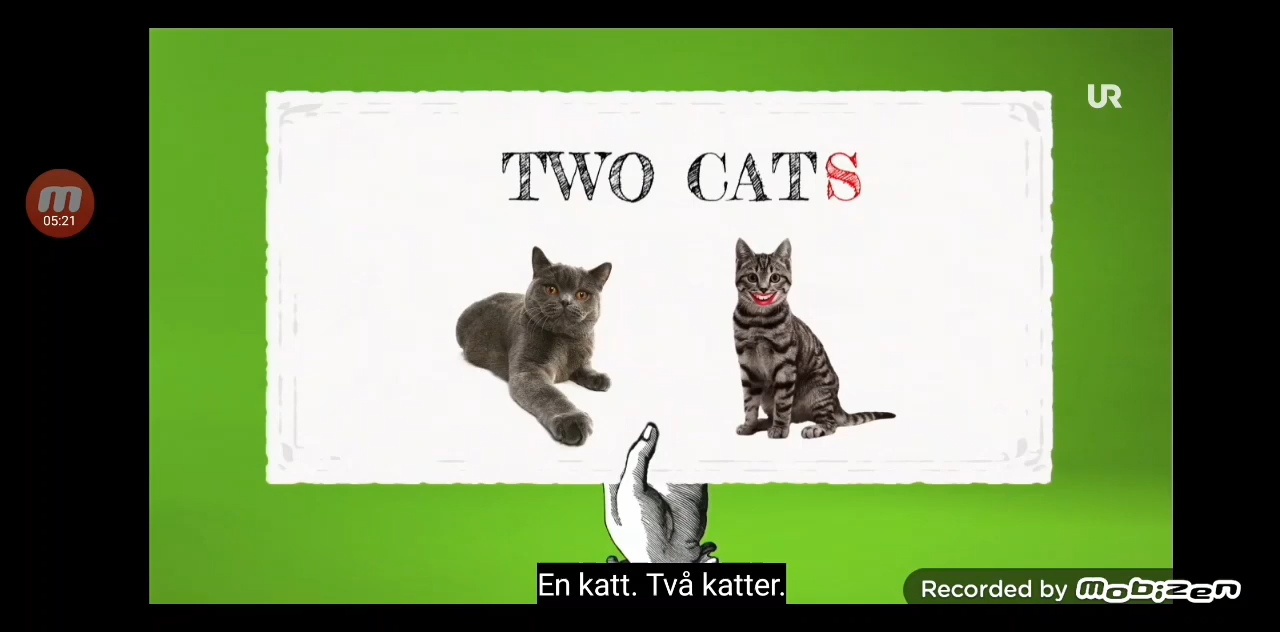 UR
TWO CATS
05:21
En katt. Två katter.
Recorded by mobizen